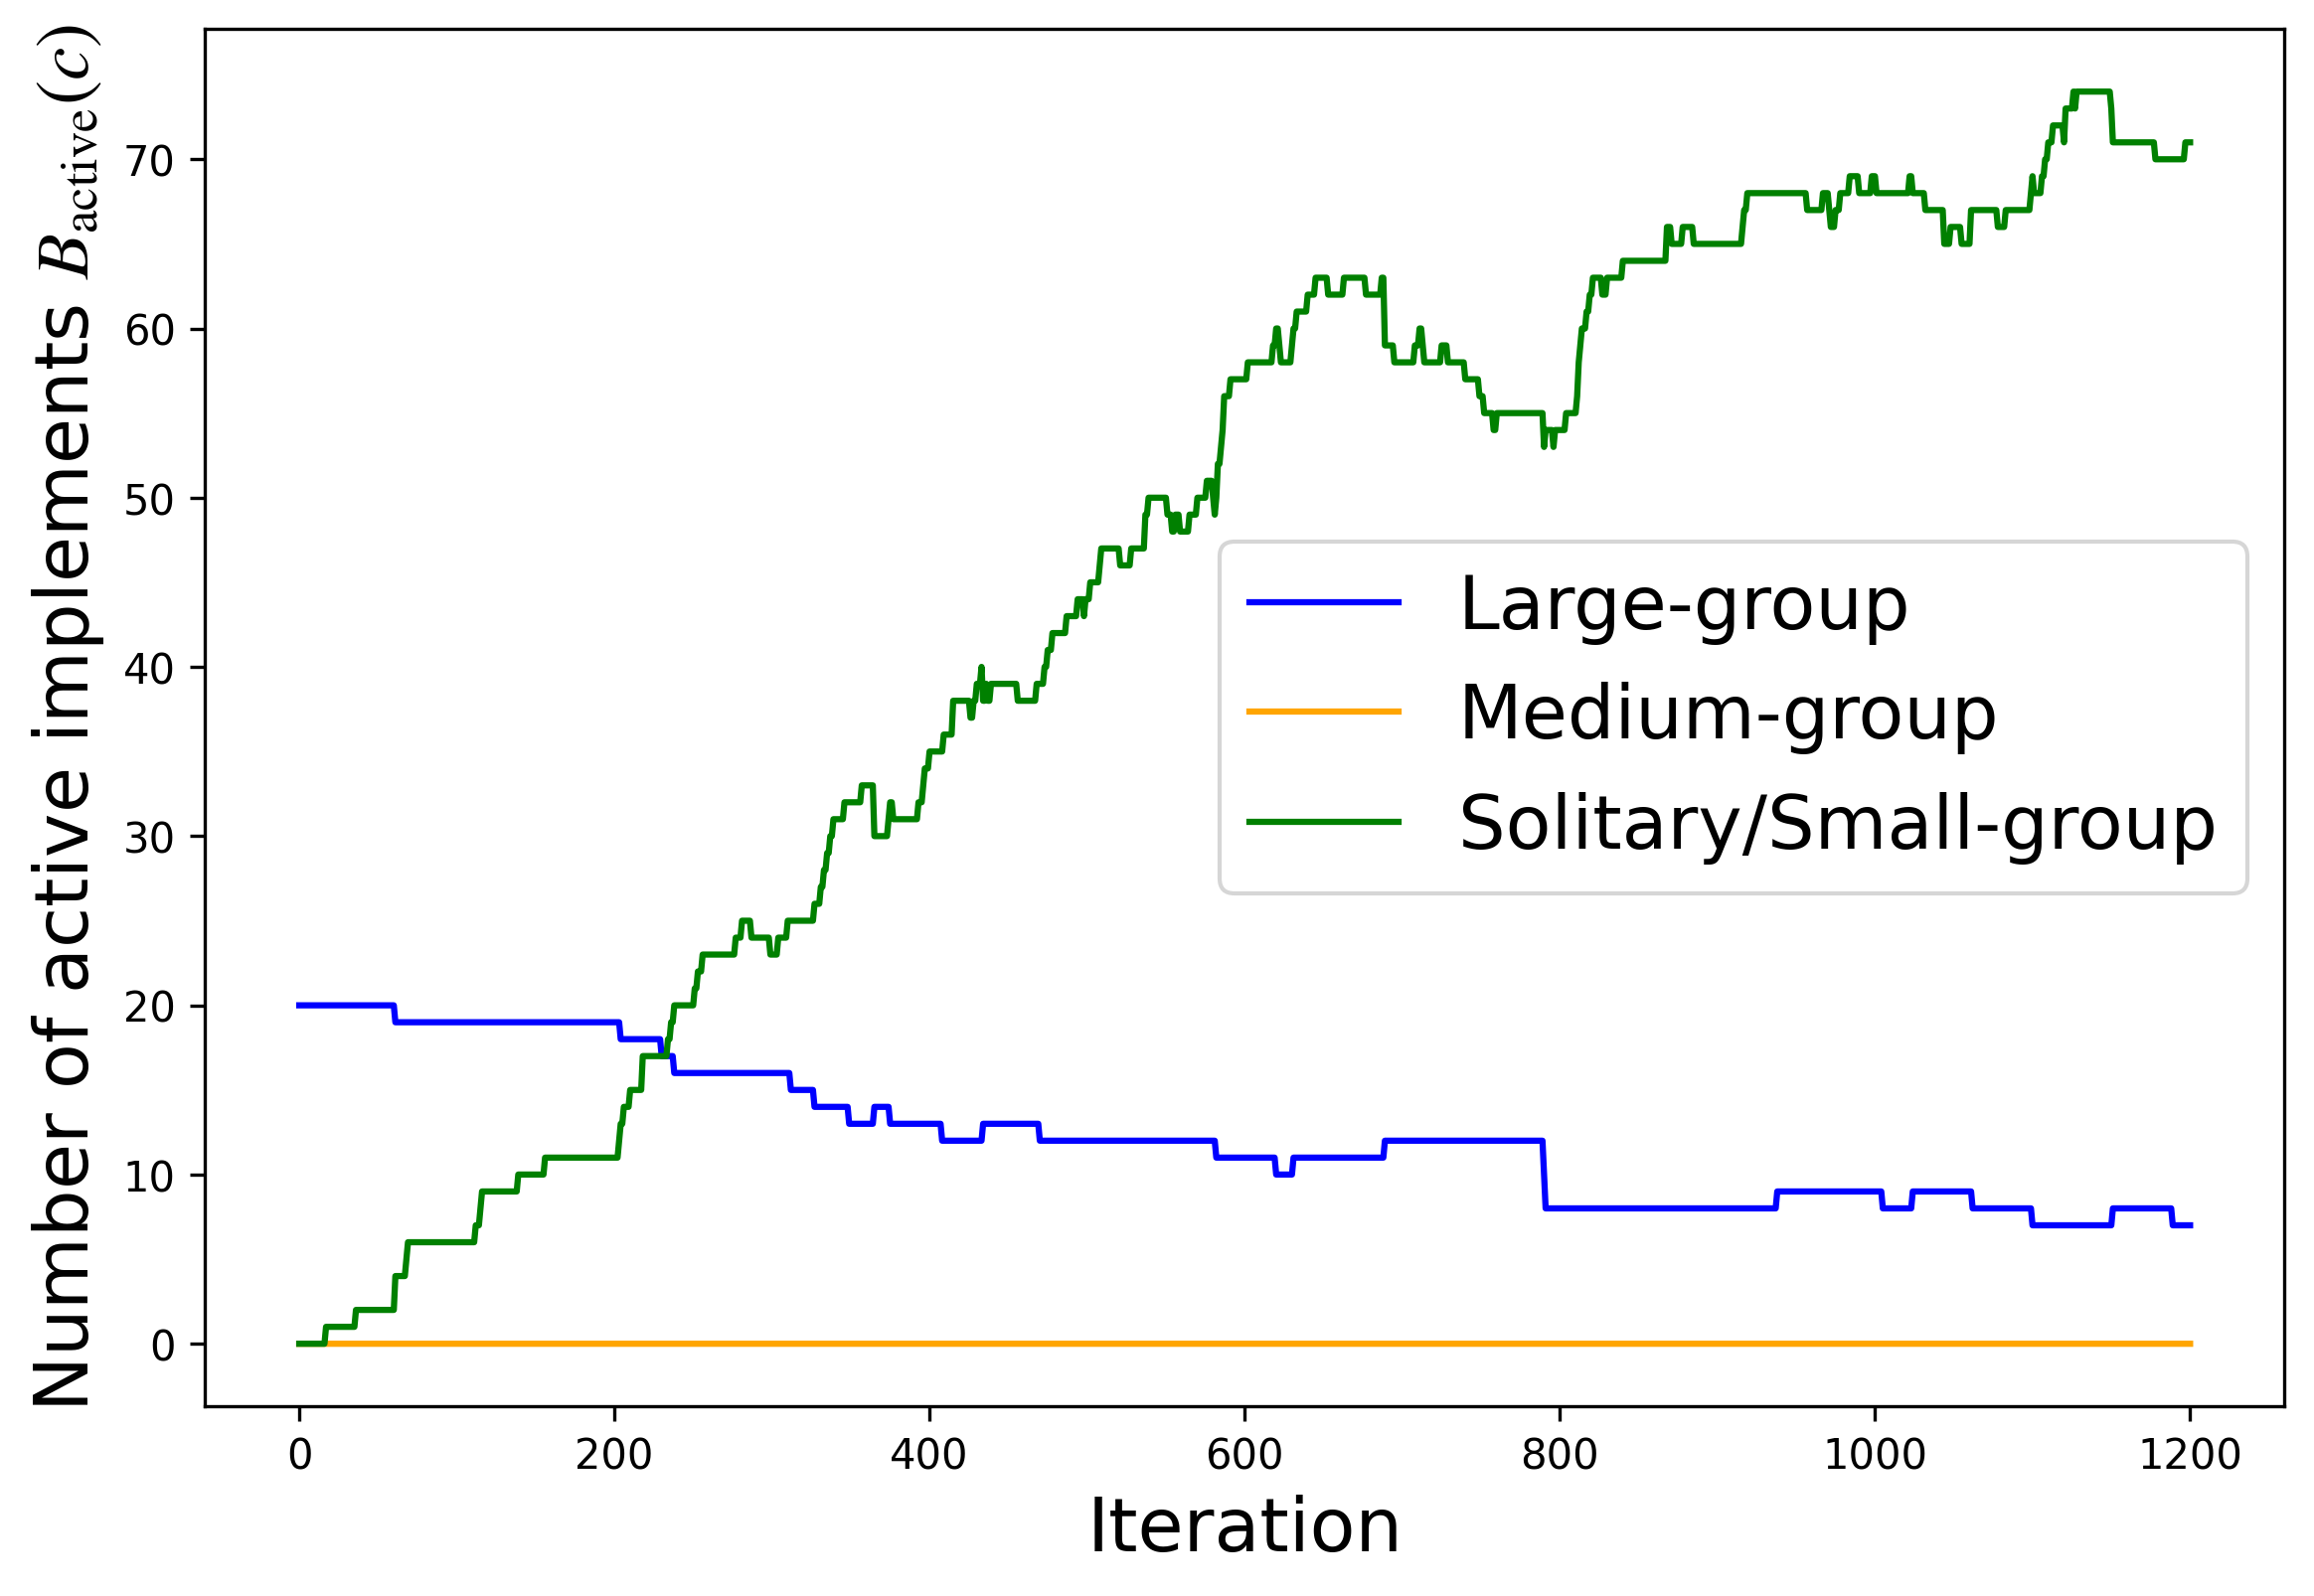 Number of active implements B_active(c)
70
60
50
40
30
20
10
0
Large-group
Medium-group
Solitary/Small-group
0 200 400 600 800 1000 1200
Iteration